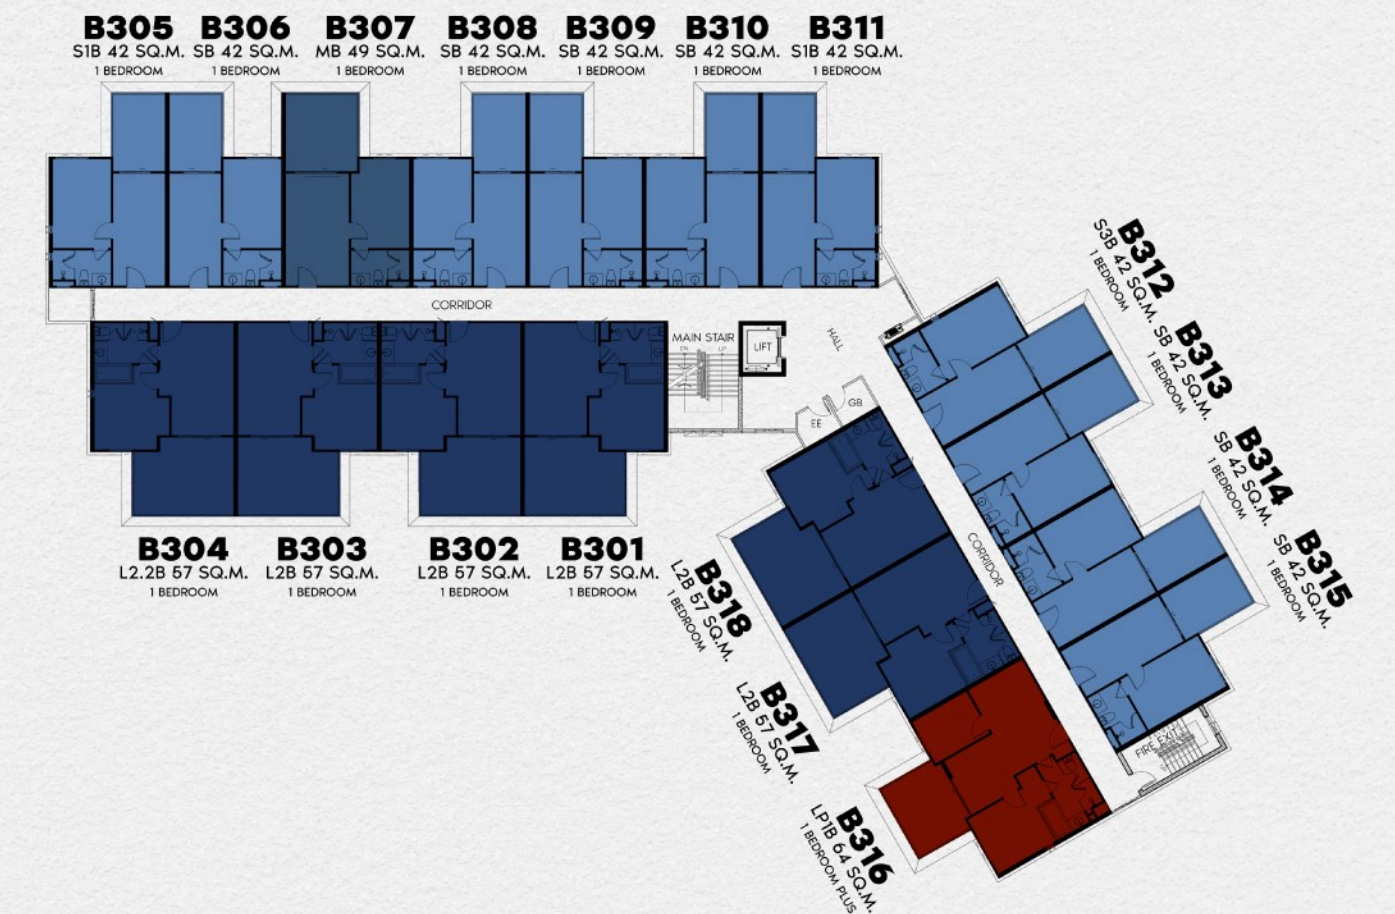 B305
S1B 42 SQ.M.
1 BEDROOM
B306
SB 42 SQ.M.
1 BEDROOM
B307
MB 49 SQ.M.
1 BEDROOM
B308
SB 42 SQ.M.
1 BEDROOM
B309
SB 42 SQ.M.
1 BEDROOM
B310
SB 42 SQ.M.
1 BEDROOM
B311
S1B 42 SQ.M.
1 BEDROOM
CORRIDOR
MAIN STAIR
DN
UP
LIFT
HALL
GB
EE
B304
L2.2B 57 SQ.M.
1 BEDROOM
B303
L2B 57 SQ.M.
1 BEDROOM
B302
L2B 57 SQ.M.
1 BEDROOM
B301
L2B 57 SQ.M.
1 BEDROOM
B312
S3B 42 SQ.M.
1 BEDROOM
B313
SB 42 SQ.M.
1 BEDROOM
B314
SB 42 SQ.M.
1 BEDROOM
B315
SB 42 SQ.M.
1 BEDROOM
CORRIDOR
B318
L2B 57 SQ.M.
1 BEDROOM
B317
L2B 57 SQ.M.
1 BEDROOM
B316
LP1B 64 SQ.M.
1 BEDROOM PLUS
FIRE EXIT